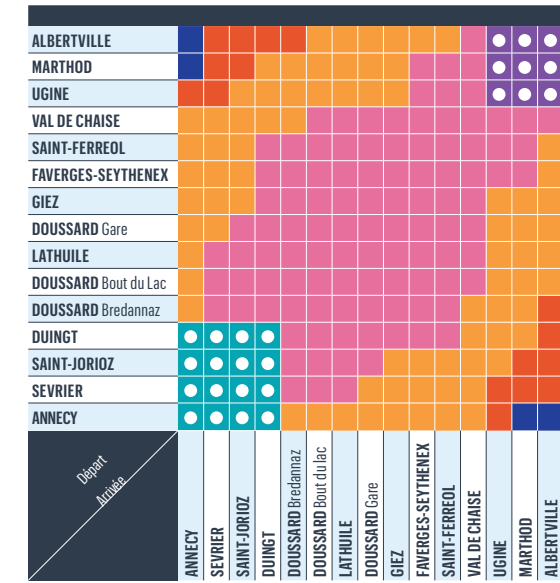 ALBERTVILLE
MARTHOD
UGINE
VAL DE CHAISE
SAINT-FERREOL
FAVERGES-SEYTHENEX
GIEZ
DOUSSARD Gare
LATHUILE
DOUSSARD Bout du Lac
DOUSSARD Bredannaz
DUINGT
SAINT-JORIOZ
SEVRIER
ANNECY
Départ
Arrivée
ANNECY
SEVRIER
SAINT-JORIOZ
DUINGT
DOUSSARD Bredannaz
DOUSSARD Bout du lac
LATHUILE
DOUSSARD Gare
GIEZ
FAVERGES-SEYTHENEX
SAINT-FERREOL
VAL DE CHAISE
UGINE
MARTHOD
ALBERTVILLE